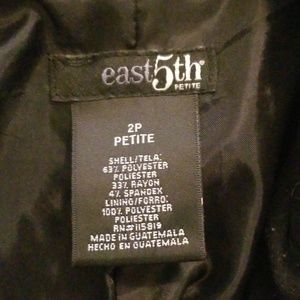 east5th
PETITE
2P
PETITE
SHELL/TELA:
63% POLYESTER
POLIESTER
33% RAYON
4% SPANDEX
LINING/FORRO:
100% POLYESTER
POLIESTER
RN#115819
MADE IN GUATEMALA
HECHO EN GUATEMALA